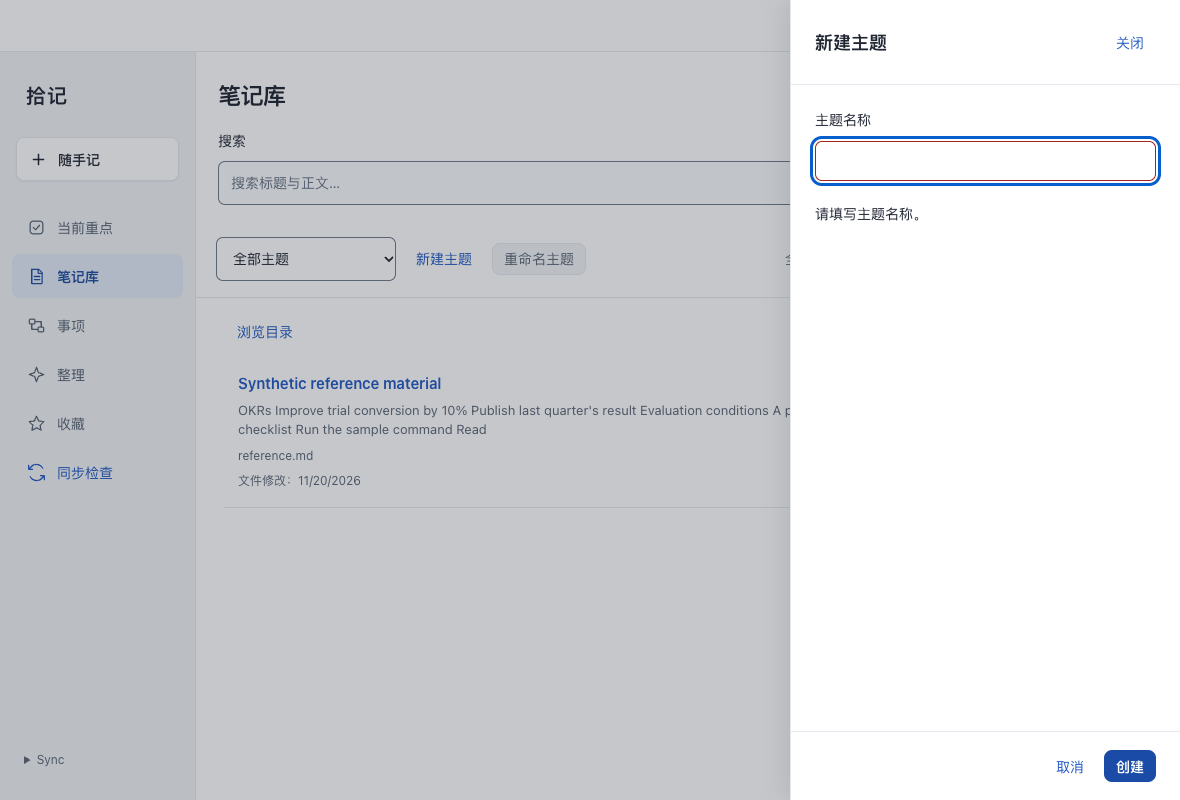 拾记
随手记
当前重点
笔记库
事项
整理
收藏
同步检查
Sync
笔记库
搜索
搜索标题与正文...
全部主题
新建主题
重命名主题
浏览目录
Synthetic reference material
OKRs Improve trial conversion by 10% Publish last quarter's result Evaluation conditions A
checklist Run the sample command Read
reference.md
文件修改：11/20/2026
新建主题
关闭
主题名称
请填写主题名称。
取消
创建